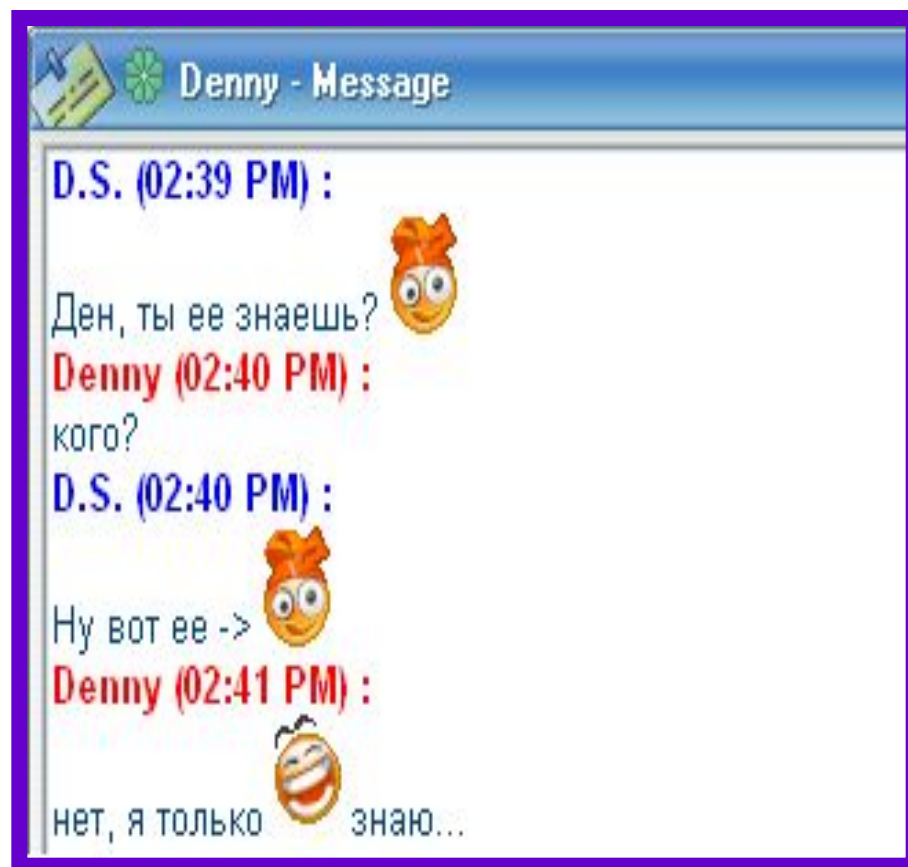 Denny - Message
D.S. (02:39 PM) :
Ден, ты ее знаешь?
Denny (02:40 PM) :
кого?
D.S. (02:40 PM) :
Ну вот ее ->
Denny (02:41 PM) :
нет, я только знаю...